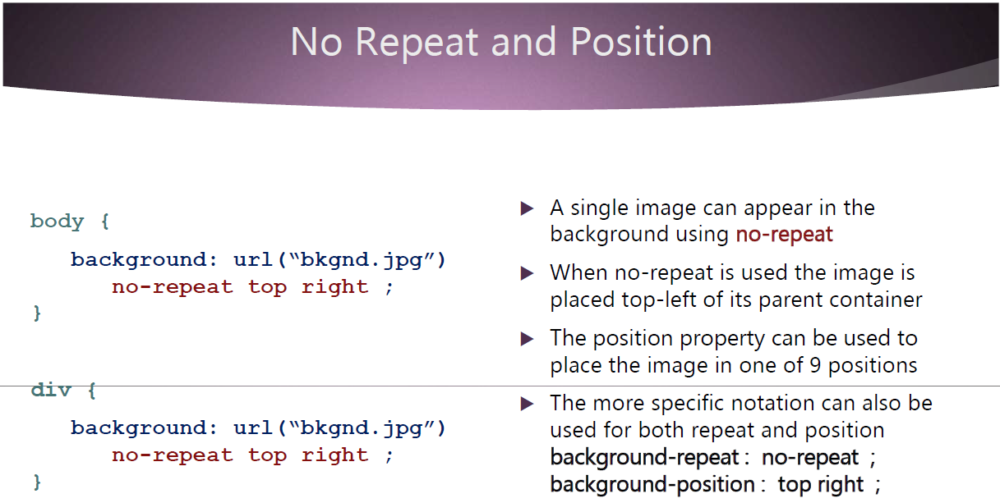 No Repeat and Position
body {
background: url(“bkgnd.jpg”)
no-repeat top right ;
}
div {
background: url(“bkgnd.jpg”)
no-repeat top right ;
}
A single image can appear in the
background using no-repeat
When no-repeat is used the image is
placed top-left of its parent container
The position property can be used to
place the image in one of 9 positions
The more specific notation can also be
used for both repeat and position
background-repeat : no-repeat ;
background-position : top right ;